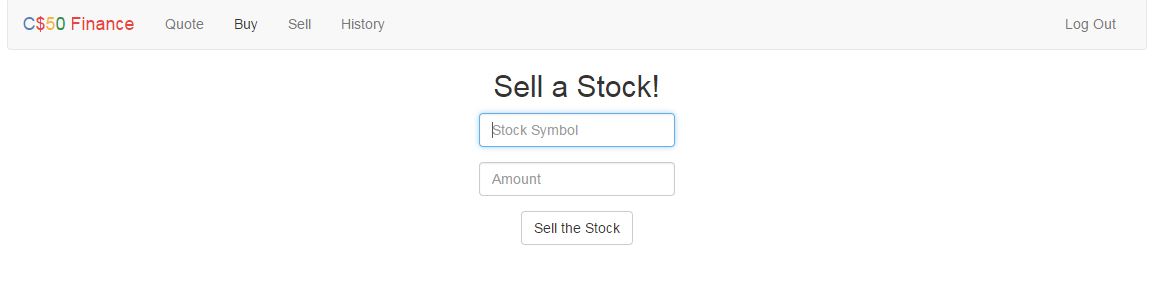 C$50 Finance Quote Buy Sell History Log Out
Sell a Stock!
Stock Symbol
Amount
Sell the Stock